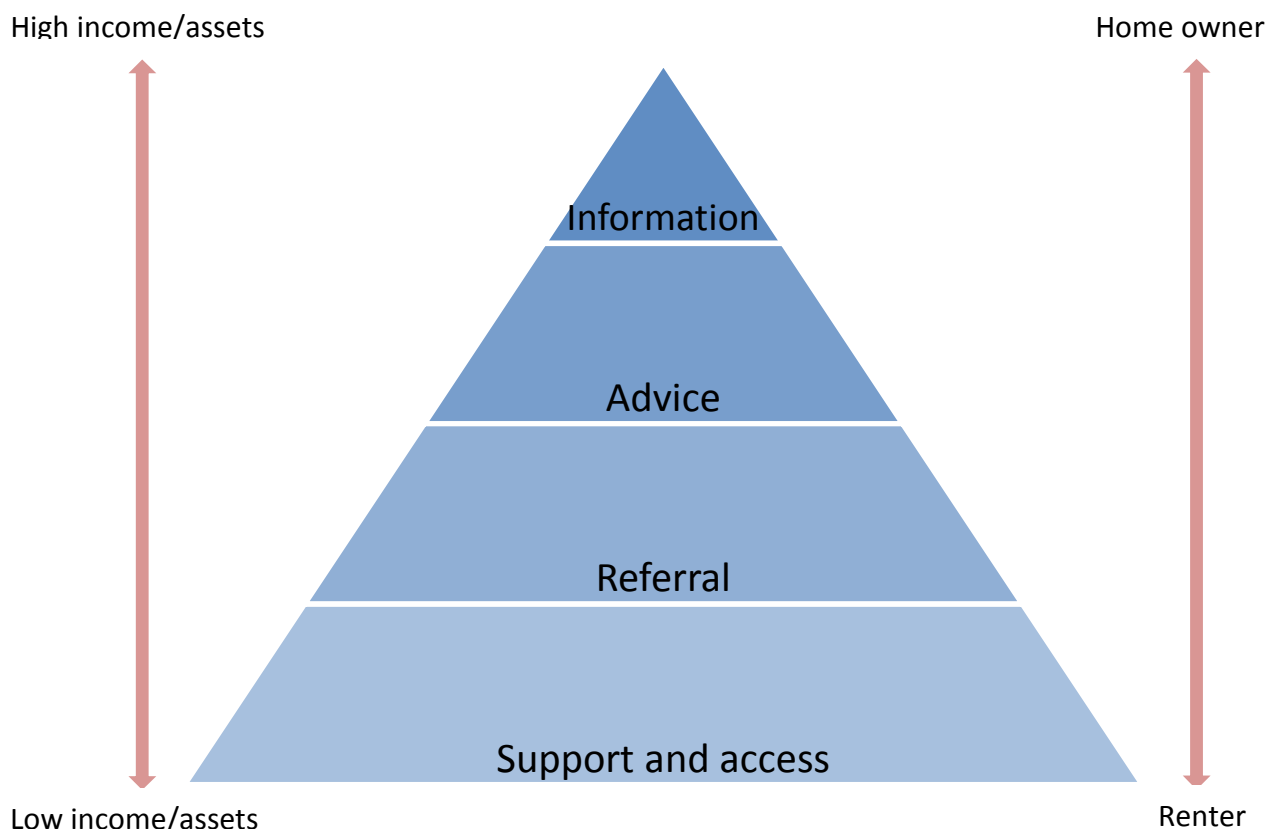 High income/assets
Home owner
Information
Advice
Referral
Support and access
Low income/assets
Renter